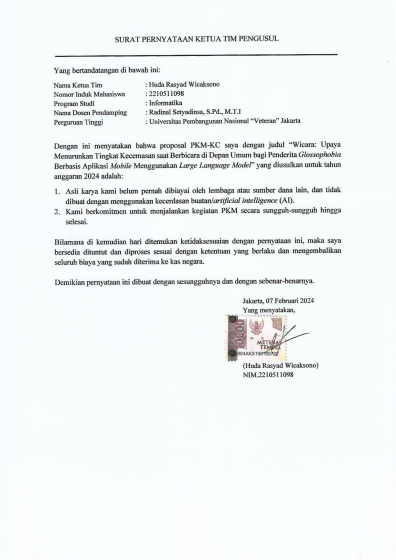 SURAT PERNYATAAN KETUA TIM PENGUSUL
Yang bertandatangan di bawah ini:
Nama Ketua Tim : Huda Rasyad Wicaksono
Nomor Induk Mahasiswa : 2210511098
Program Studi : Informatika
Nama Dosen Pendamping : Radinal Setyadinsa, S.Pd., M.T.I
Perguruan Tinggi : Universitas Pembangunan Nasional “Veteran” Jakarta
Dengan ini menyatakan bahwa proposal PKM-KC saya dengan judul “Wicara: Upaya
Menurunkan Tingkat Kecemasan saat Berbicara di Depan Umum bagi Penderita Glossophobia
Berbasis Aplikasi Mobile Menggunakan Large Language Model” yang diusulkan untuk tahun
anggaran 2024 adalah:
1. Asli karya kami belum pernah dibiayai oleh lembaga atau sumber dana lain, dan tidak
dibuat dengan menggunakan kecerdasan buatan/artificial intelligence (AI).
2. Kami berkomitmen untuk menjalankan kegiatan PKM secara sungguh-sungguh hingga
selesai.
Bilamana di kemudian hari ditemukan ketidaksesuaian dengan pernyataan ini, maka saya
bersedia dituntut dan diproses sesuai dengan ketentuan yang berlaku dan mengembalikan
seluruh biaya yang sudah diterima ke kas negara.
Demikian pernyataan ini dibuat dengan sesungguhnya dan dengan sebenar-benarnya.
Jakarta, 07 Februari 2024
Yang menyatakan,
METERAI
TEMPEL
(Huda Rasyad Wicaksono)
NIM.2210511098